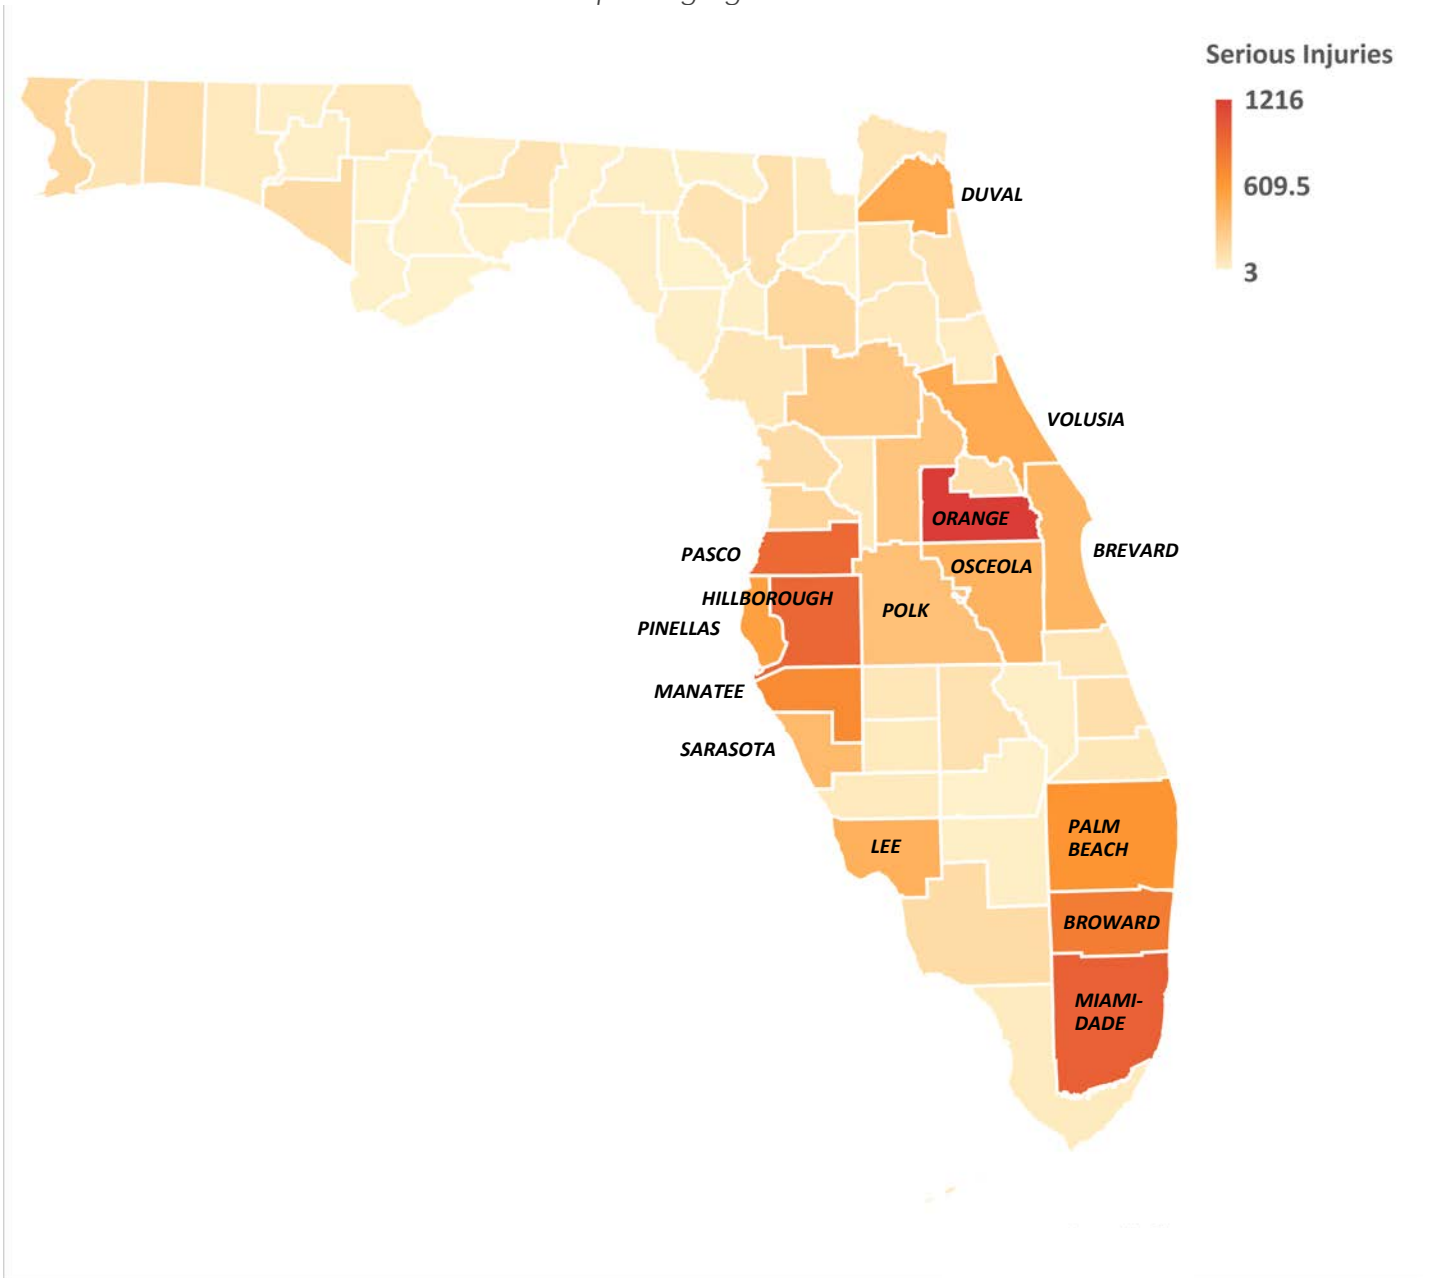 Serious Injuries
1216
609.5
3
DUVAL
VOLUSIA
ORANGE
BREVARD
PASCO
OSCEOLA
HILLBOROUGH
POLK
PINELLAS
MANATEE
SARASOTA
PALM
BEACH
LEE
BROWARD
MIAMI-
DADE